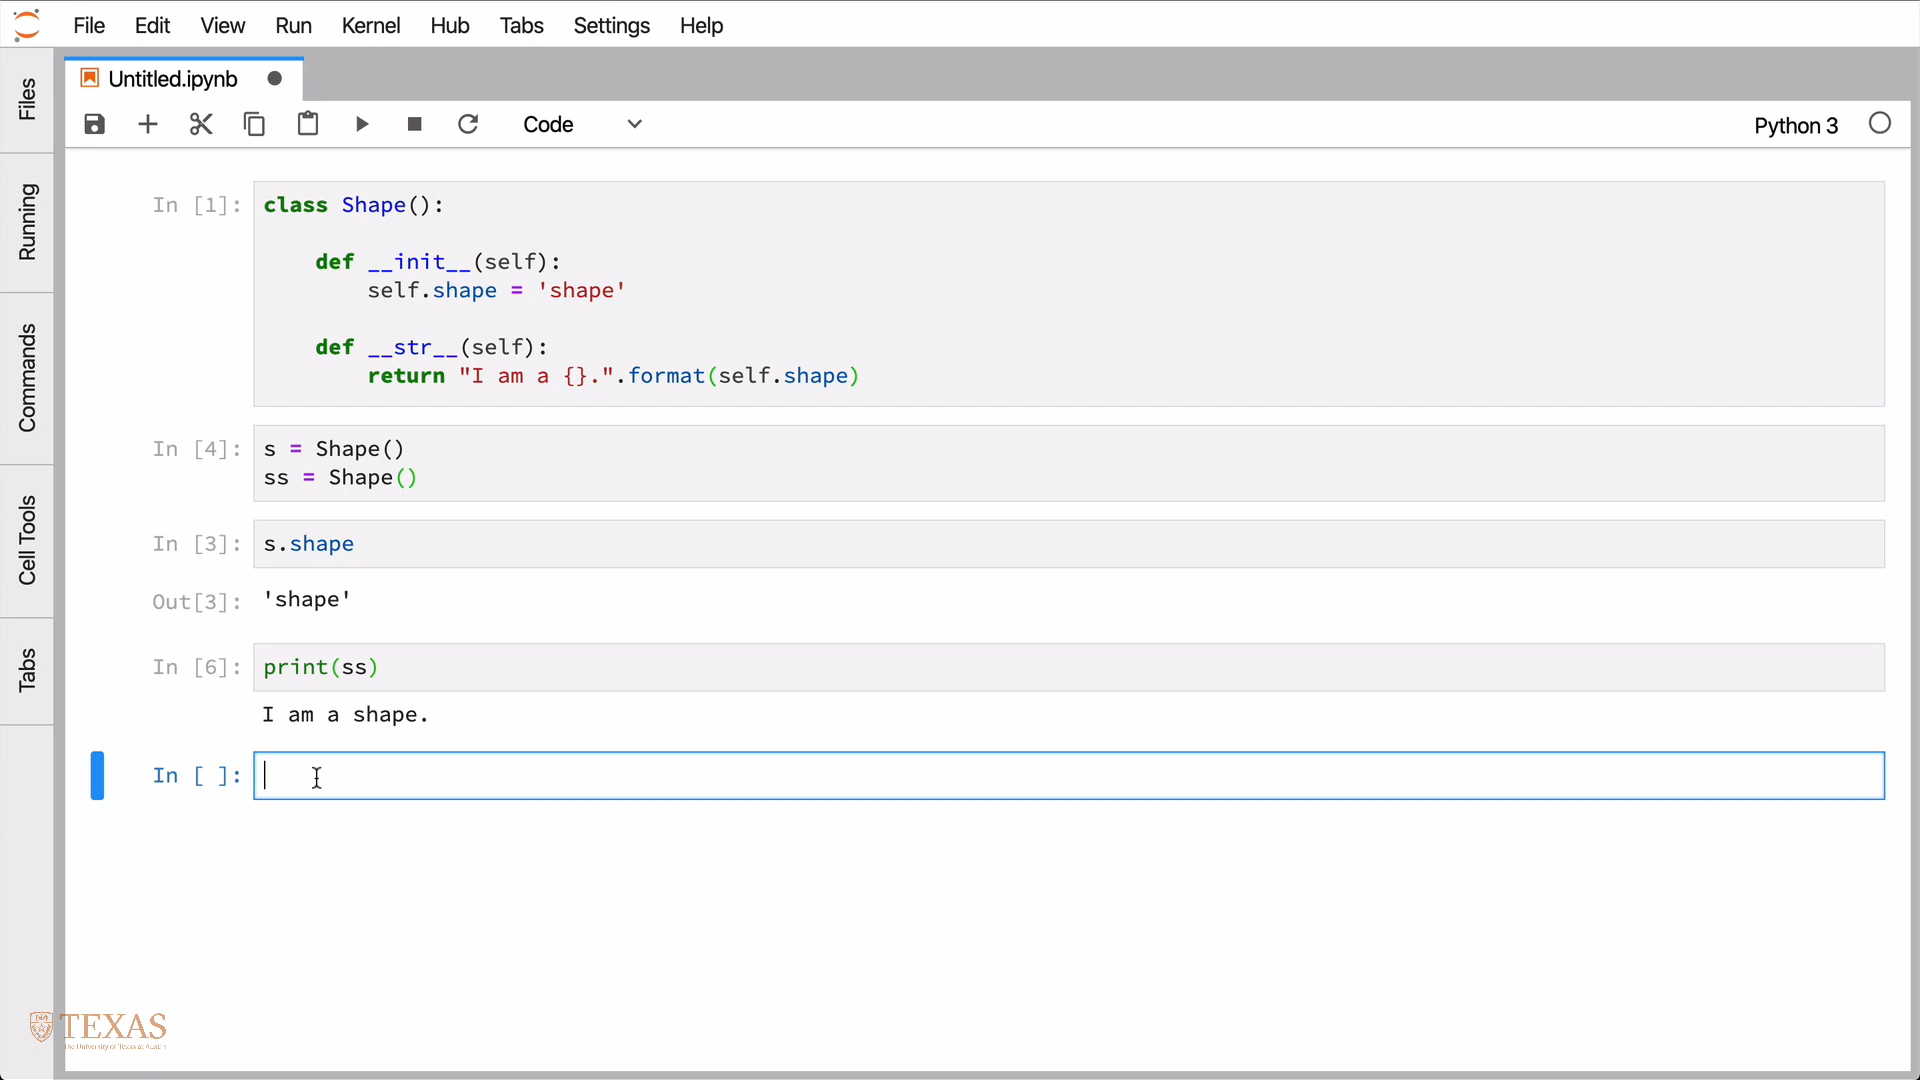 File Edit View Run Kernel Hub Tabs Settings Help
Files
Running
Commands
Cell Tools
Tabs
Untitled.ipynb
Code
Python 3
In [1]:
class Shape():
def __init__(self):
self.shape = 'shape'
def __str__(self):
return "I am a {}.".format(self.shape)
In [4]:
s = Shape()
ss = Shape()
In [3]:
s.shape
Out[3]:
'shape'
In [6]:
print(ss)
I am a shape.
In [ ]:
TEXAS
The University of Texas at Austin